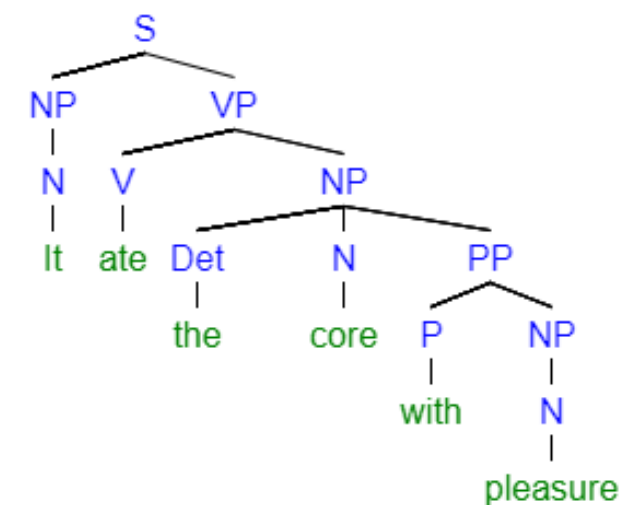 S
NP VP
N V NP
It ate Det N PP
the core P NP
with N
pleasure